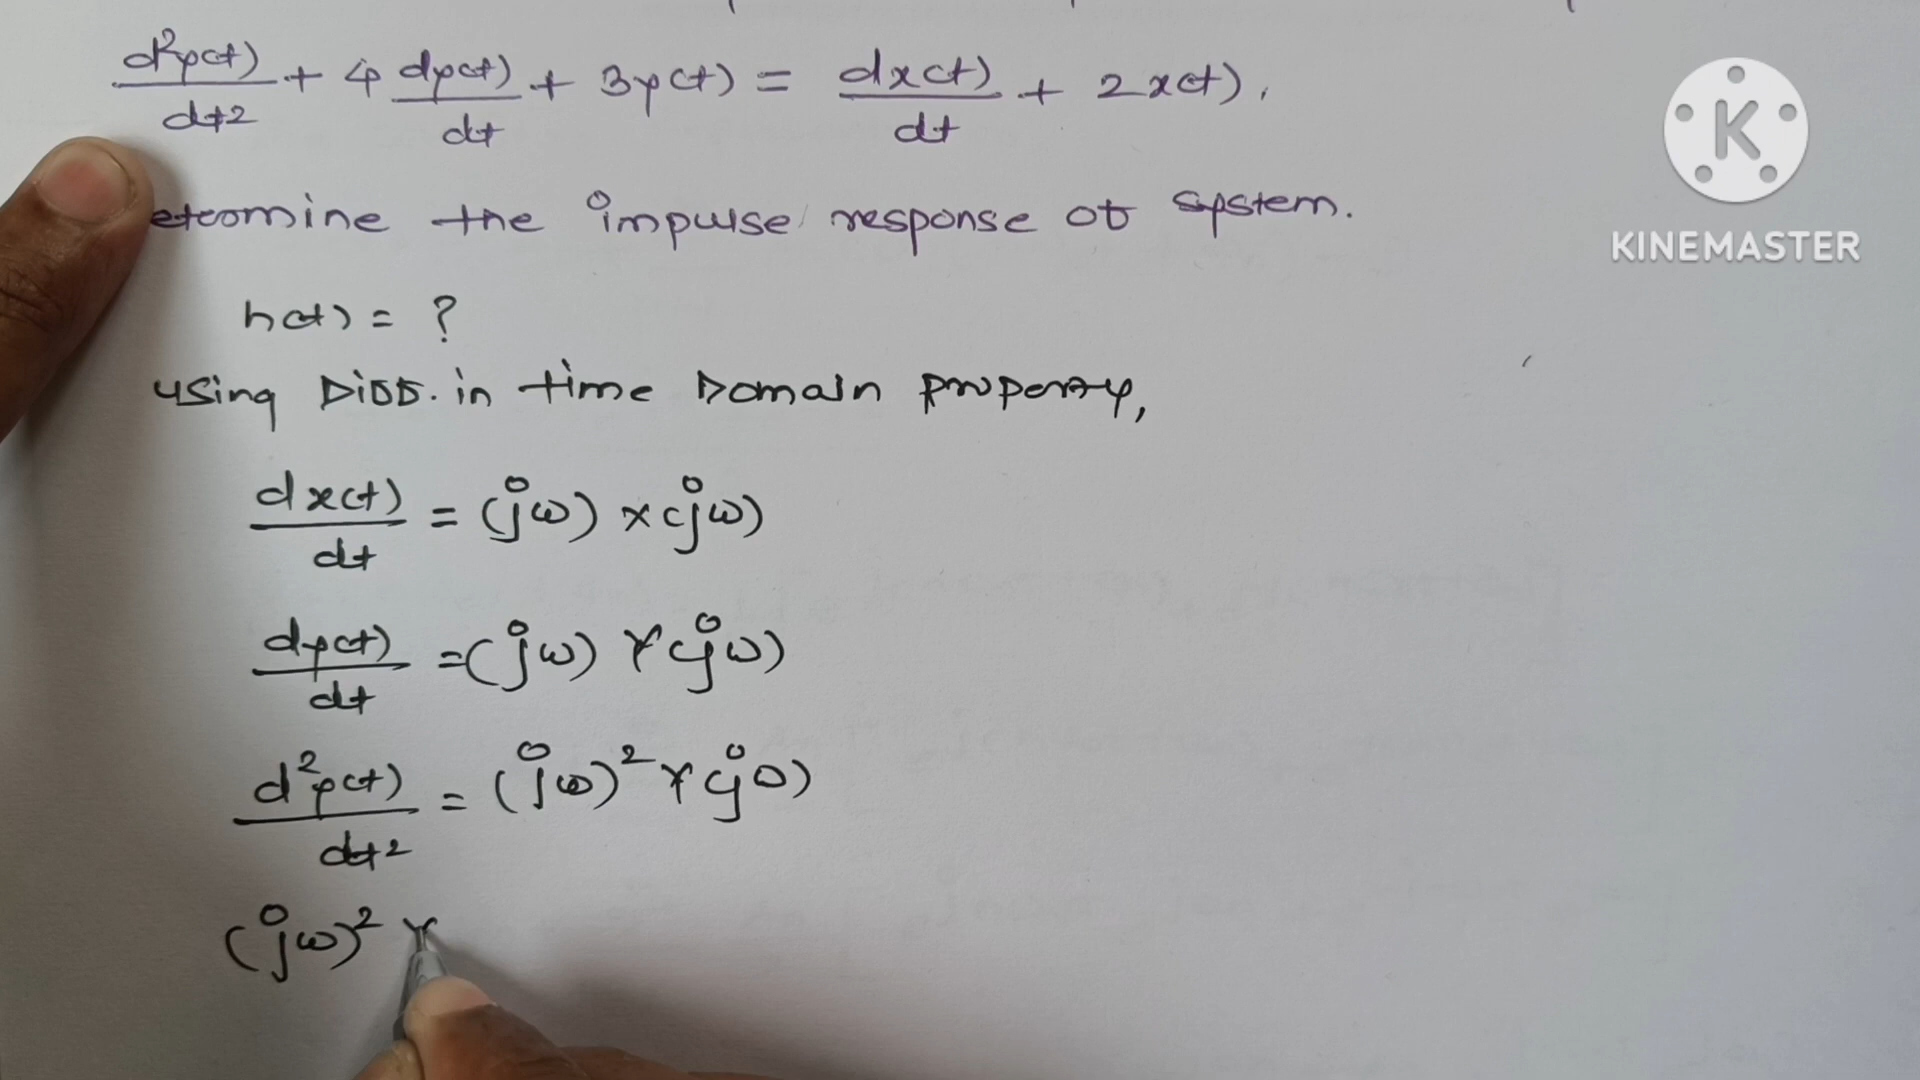 d²y(t)/dt2 + 4 dy(t)/dt + 3y(t) = dx(t)/dt + 2x(t).
etermine the impulse response of system.
h(t) = ?
using Diff. in time Domain property,
dx(t)/dt = (jω) X(jω)
dy(t)/dt = (jω) Y(jω)
d²y(t)/dt2 = (jω)² Y(jω)
(jω)² Y
K
KINEMASTER